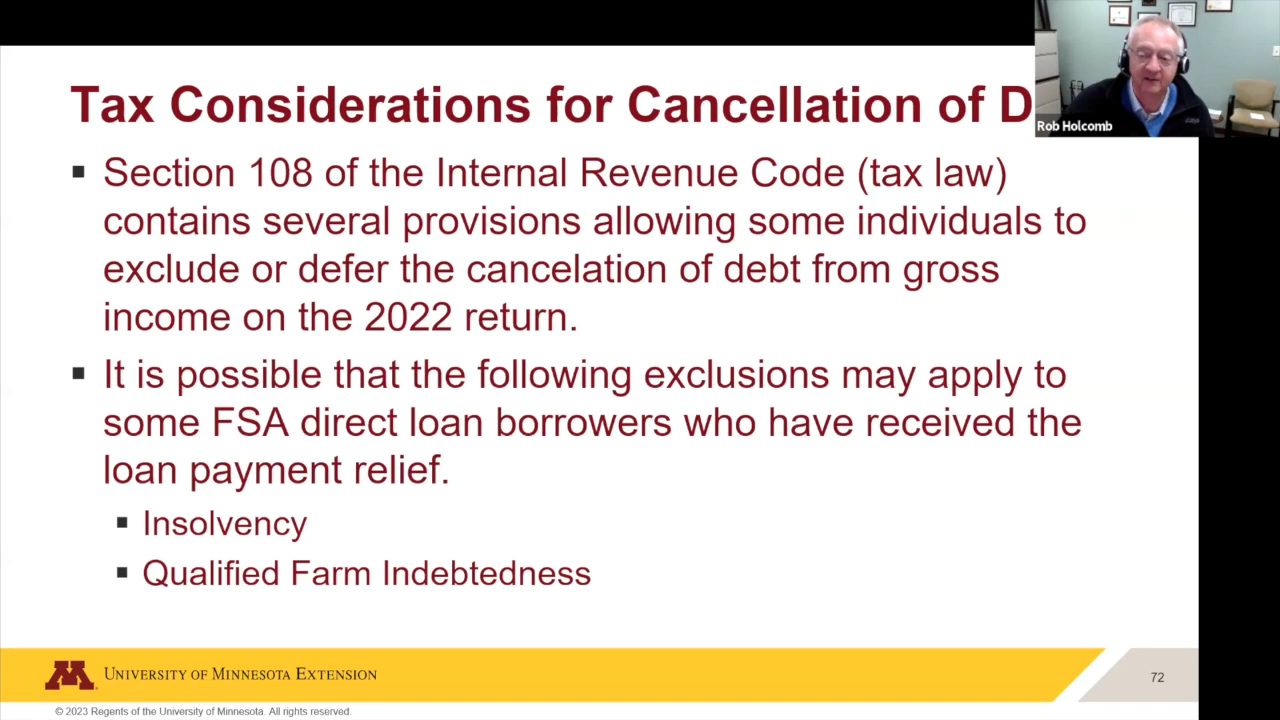 Tax Considerations for Cancellation of D
Rob Holcomb
▪ Section 108 of the Internal Revenue Code (tax law)
contains several provisions allowing some individuals to
exclude or defer the cancelation of debt from gross
income on the 2022 return.
▪ It is possible that the following exclusions may apply to
some FSA direct loan borrowers who have received the
loan payment relief.
▪ Insolvency
▪ Qualified Farm Indebtedness
M
UNIVERSITY OF MINNESOTA EXTENSION
72
© 2023 Regents of the University of Minnesota. All rights reserved.